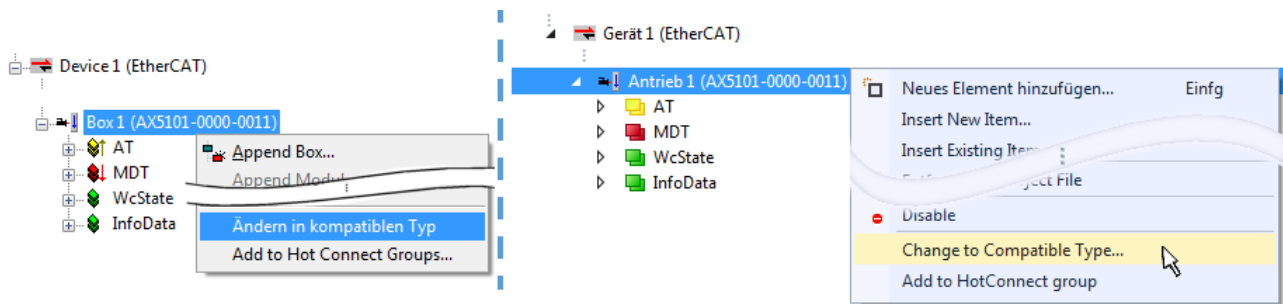 Device 1 (EtherCAT)
Box 1 (AX5101-0000-0011)
AT
MDT
WcState
InfoData
Append Box...
Append Modul
Ändern in kompatiblen Typ
Add to Hot Connect Groups...
Gerät 1 (EtherCAT)
Antrieb 1 (AX5101-0000-0011)
AT
MDT
WcState
InfoData
Neues Element hinzufügen... Einfg
Insert New Item...
Insert Existing Item
ject File
Disable
Change to Compatible Type...
Add to HotConnect group